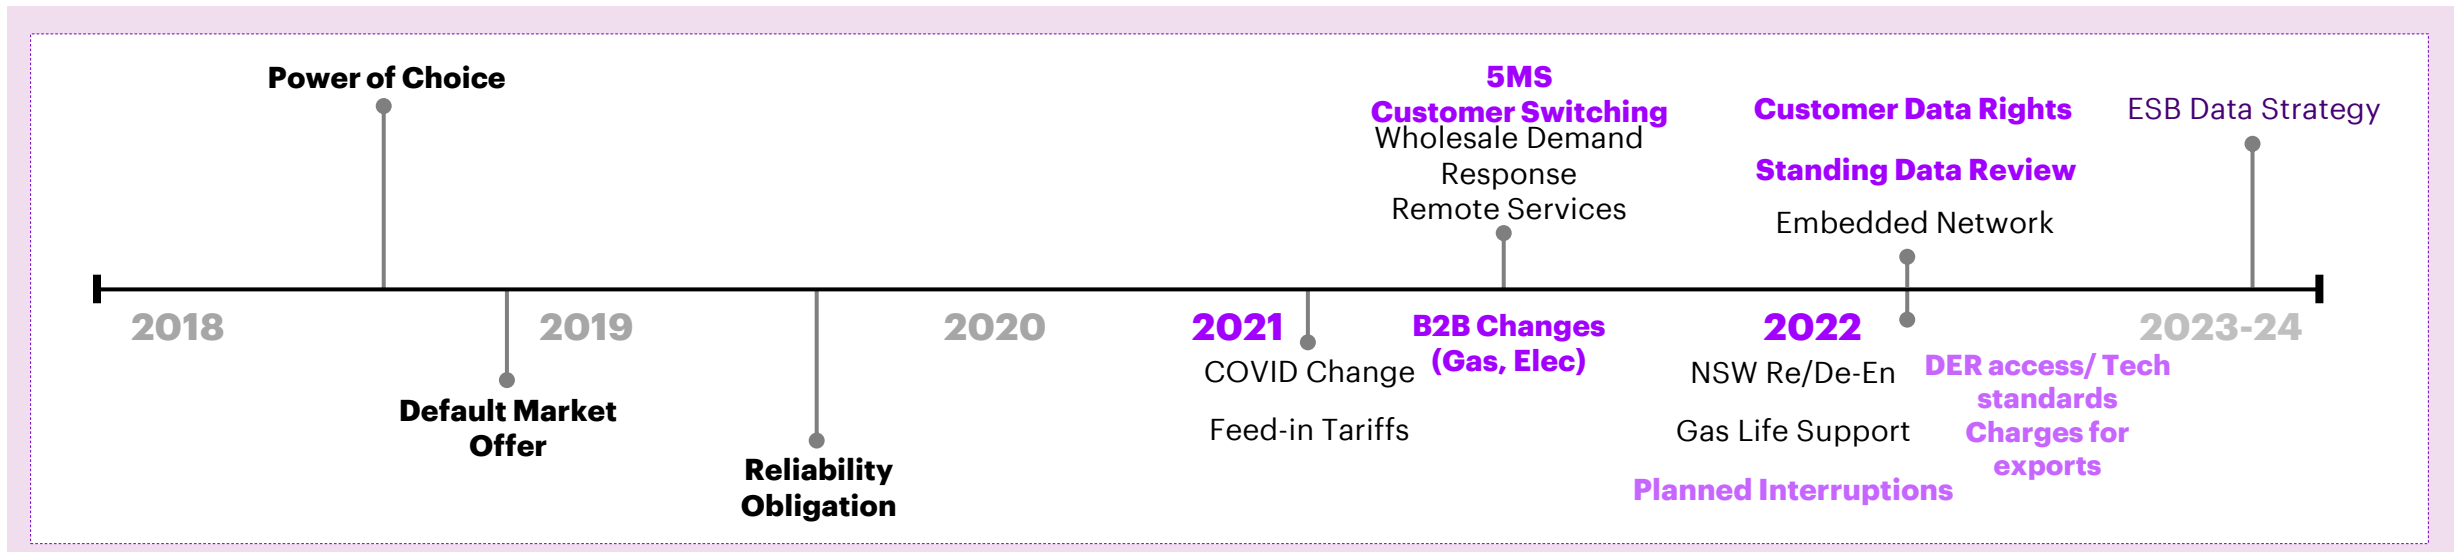 Power of Choice
5MS
Customer Switching
Wholesale Demand
Response
Remote Services
Customer Data Rights
Standing Data Review
Embedded Network
ESB Data Strategy
2018
2019
2020
2021
2022
2023-24
Default Market
Offer
Reliability
Obligation
COVID Change
Feed-in Tariffs
B2B Changes
(Gas, Elec)
NSW Re/De-En
Gas Life Support
Planned Interruptions
DER access/ Tech
standards
Charges for
exports